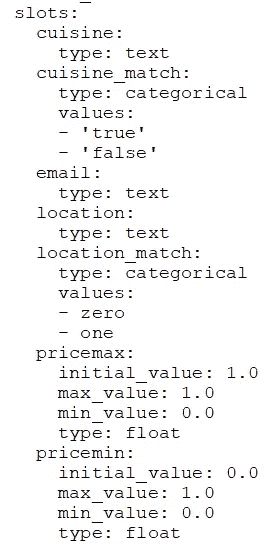 slots:
  cuisine:
    type: text
  cuisine_match:
    type: categorical
    values:
    - 'true'
    - 'false'
  email:
    type: text
  location:
    type: text
  location_match:
    type: categorical
    values:
    - zero
    - one
  pricemax:
    initial_value: 1.0
    max_value: 1.0
    min_value: 0.0
    type: float
  pricemin:
    initial_value: 0.0
    max_value: 1.0
    min_value: 0.0
    type: float